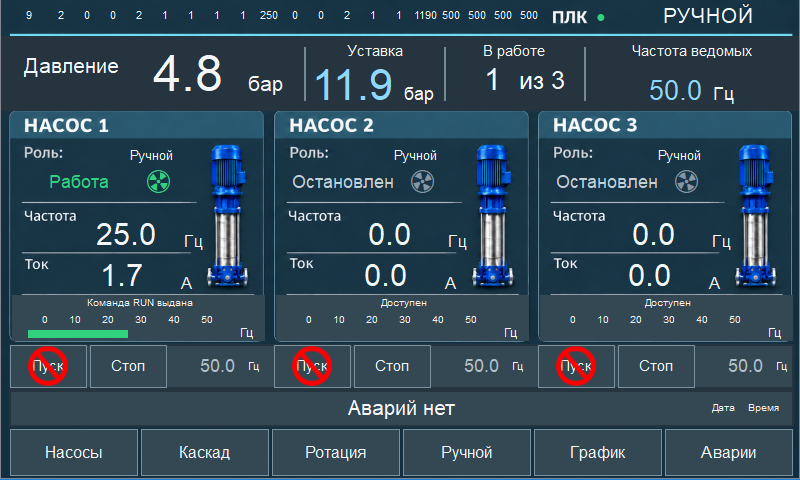 9 2 0 0 2 1 1 1 1 250 0 0 2 1 1 1190 500 500 500 500 ПЛК РУЧНОЙ
Давление 4.8 бар
Уставка
11.9 бар
В работе
1 из 3
Частота ведомых
50.0 Гц
НАСОС 1
Роль: Ручной
Работа
Частота
25.0 Гц
Ток
1.7 А
Команда RUN выдана
0 10 20 30 40 50
Гц
НАСОС 2
Роль: Ручной
Остановлен
Частота
0.0 Гц
Ток
0.0 А
Доступен
0 10 20 30 40 50
Гц
НАСОС 3
Роль: Ручной
Остановлен
Частота
0.0 Гц
Ток
0.0 А
Доступен
0 10 20 30 40 50
Гц
Пуск Стоп 50.0 Гц Пуск Стоп 50.0 Гц Пуск Стоп 50.0 Гц
Аварий нет Дата Время
Насосы Каскад Ротация Ручной График Аварии